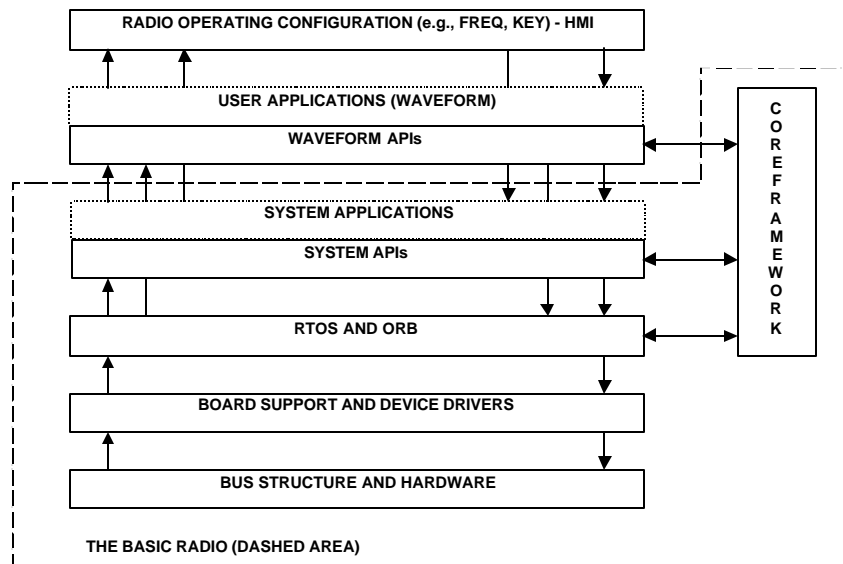 RADIO OPERATING CONFIGURATION (e.g., FREQ, KEY) - HMI
USER APPLICATIONS (WAVEFORM)
WAVEFORM APIs
SYSTEM APPLICATIONS
SYSTEM APIs
RTOS AND ORB
BOARD SUPPORT AND DEVICE DRIVERS
BUS STRUCTURE AND HARDWARE
THE BASIC RADIO (DASHED AREA)
C
O
R
E
F
R
A
M
E
W
O
R
K